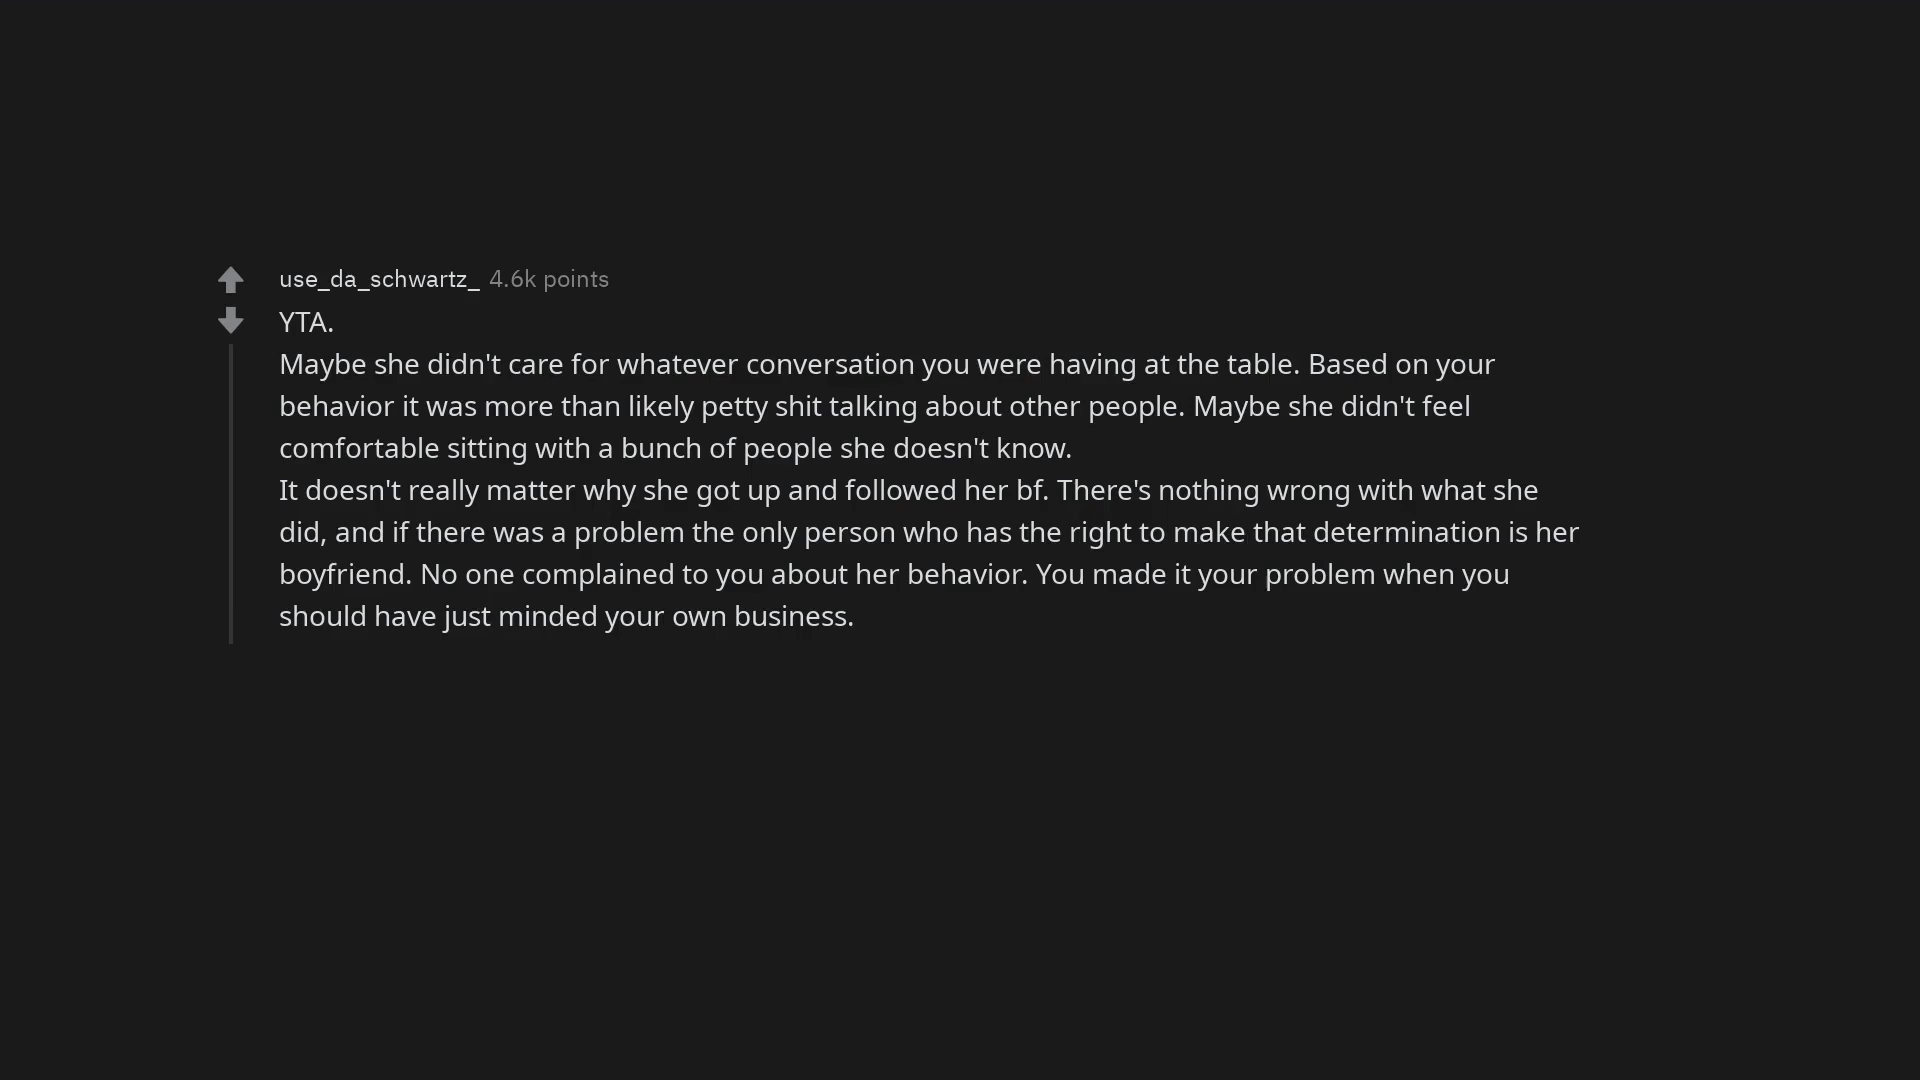 use_da_schwartz_ 4.6k points
YTA.
Maybe she didn't care for whatever conversation you were having at the table. Based on your
behavior it was more than likely petty shit talking about other people. Maybe she didn't feel
comfortable sitting with a bunch of people she doesn't know.
It doesn't really matter why she got up and followed her bf. There's nothing wrong with what she
did, and if there was a problem the only person who has the right to make that determination is her
boyfriend. No one complained to you about her behavior. You made it your problem when you
should have just minded your own business.